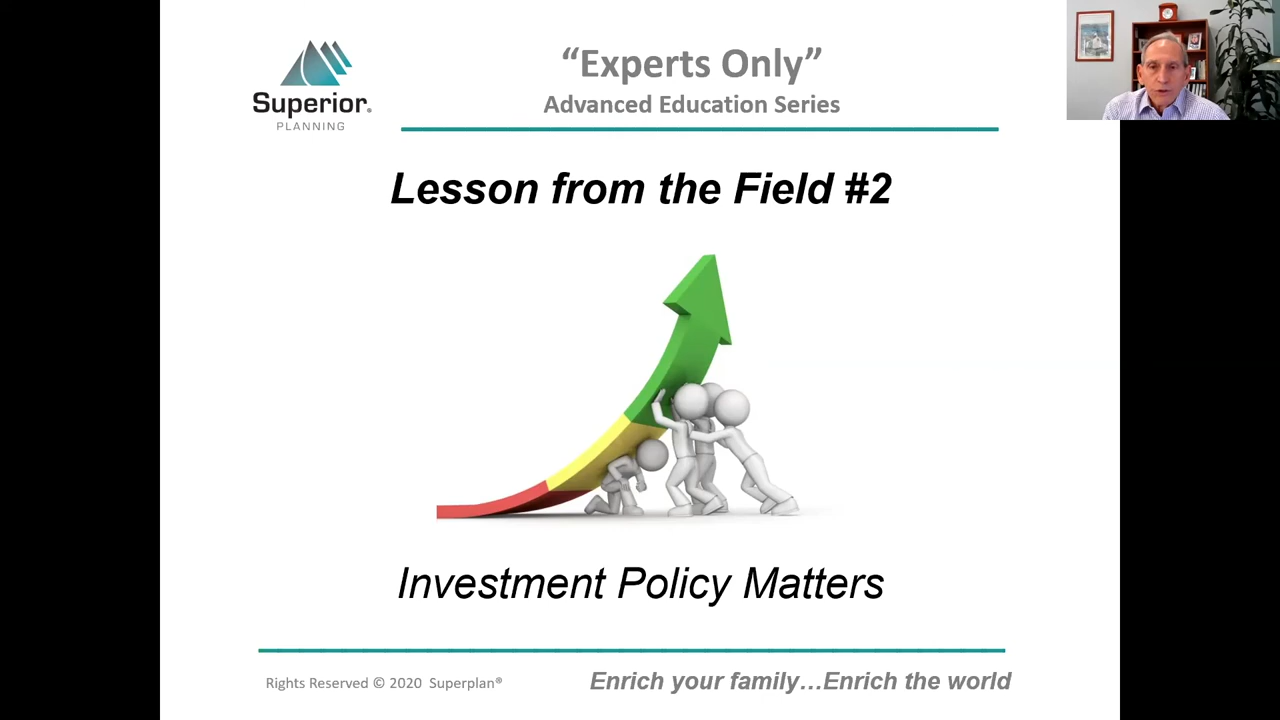 Superior.
PLANNING
“Experts Only”
Advanced Education Series
Lesson from the Field #2
Investment Policy Matters
Rights Reserved © 2020 Superplan®
Enrich your family…Enrich the world